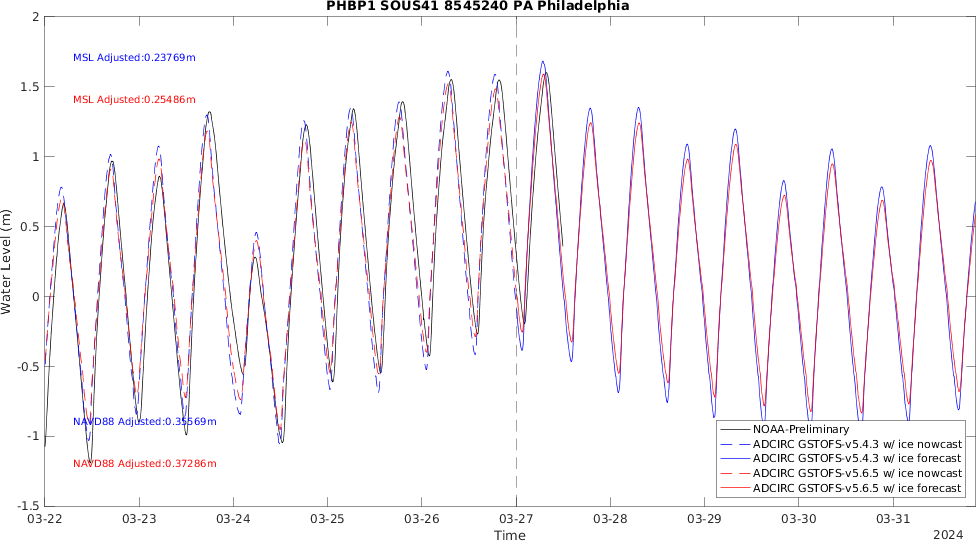 PHBP1 SOUS41 8545240 PA Philadelphia
Water Level (m)
2
1.5
1
0.5
0
-0.5
-1
-1.5
MSL Adjusted:0.23769m
MSL Adjusted:0.25486m
NAVD88 Adjusted:0.35569m
NAVD88 Adjusted:0.37286m
NOAA-Preliminary
ADCIRC GSTOFS-v5.4.3 w/ ice nowcast
ADCIRC GSTOFS-v5.4.3 w/ ice forecast
ADCIRC GSTOFS-v5.6.5 w/ ice nowcast
ADCIRC GSTOFS-v5.6.5 w/ ice forecast
03-22 03-23 03-24 03-25 03-26 03-27 03-28 03-29 03-30 03-31
Time
2024